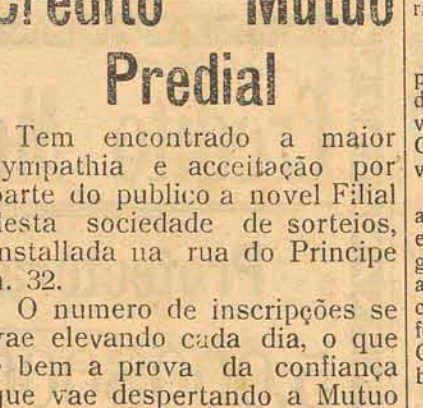 Credito Mutuo
Predial
Tem encontrado a maior
sympathia e acceitação por
parte do publico a novel Filial
desta sociedade de sorteios,
installada na rua do Principe
n. 32.
O numero de inscripções se
vae elevando cada dia, o que
é bem a prova da confiança
que vae despertando a Mutuo